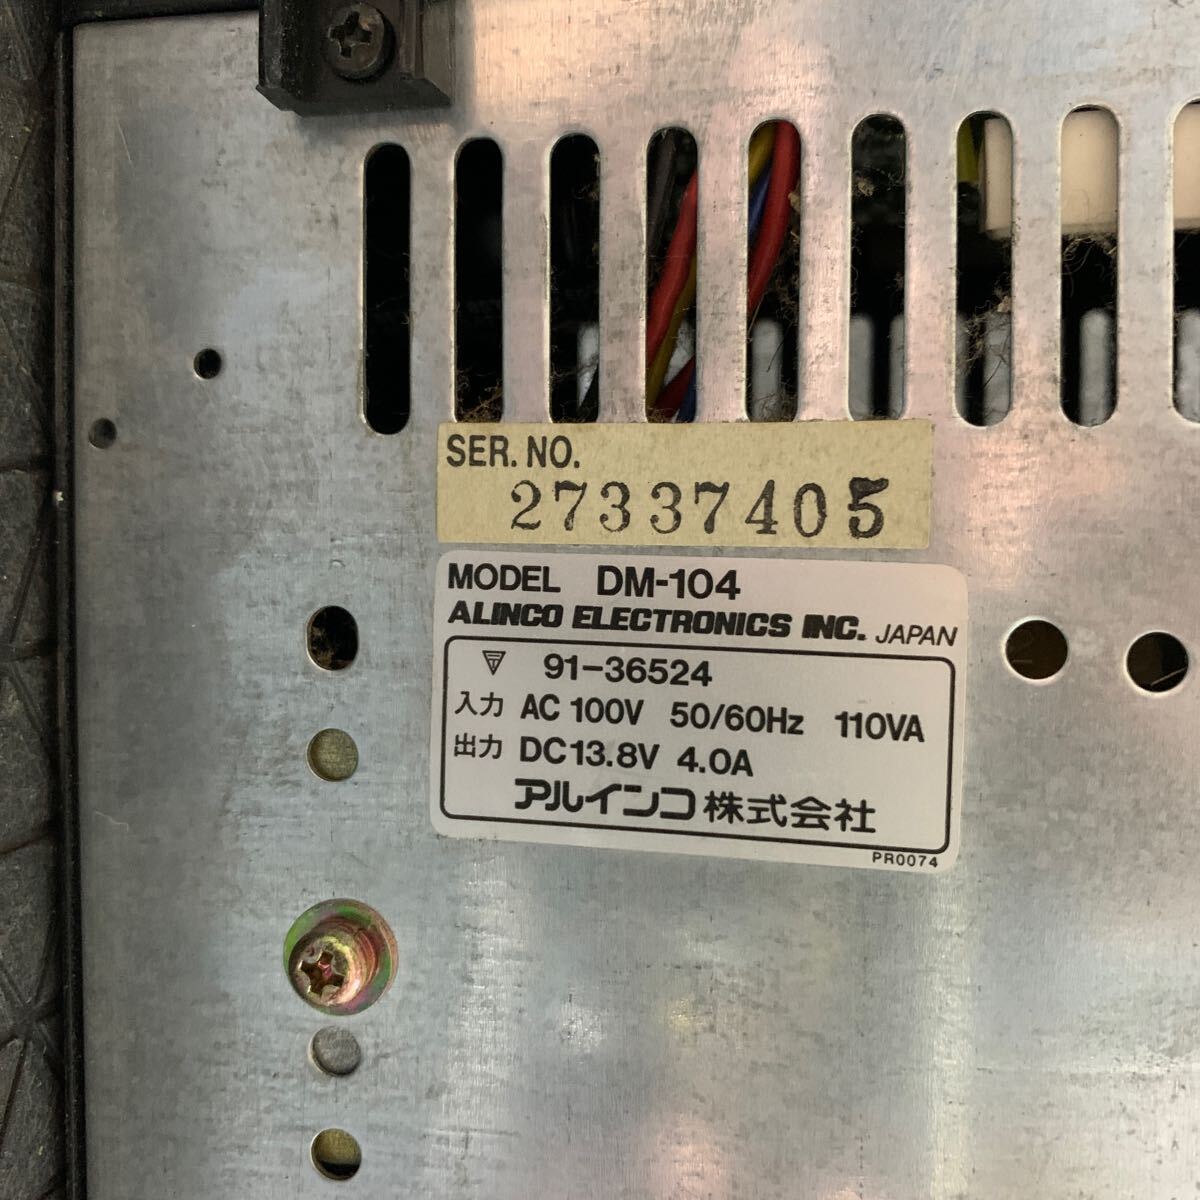 SER. NO.
27337405
MODEL DM-104
ALINCO ELECTRONICS INC. JAPAN
91-36524
入力 AC 100V 50/60Hz 110VA
出力 DC13.8V 4.0A
アルインコ株式会社
PR0074